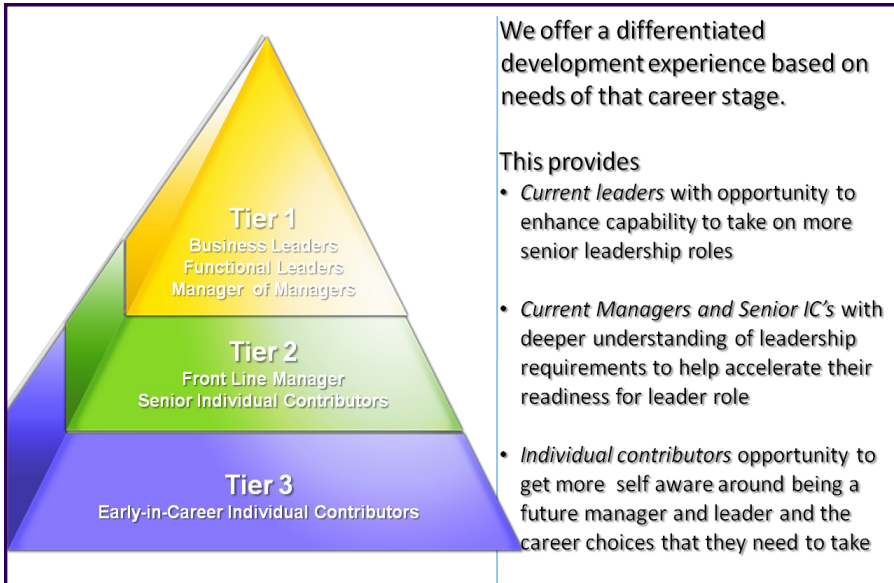 We offer a differentiated
development experience based on
needs of that career stage.
This provides
• Current leaders with opportunity to
enhance capability to take on more
senior leadership roles
• Current Managers and Senior IC's with
deeper understanding of leadership
requirements to help accelerate their
readiness for leader role
• Individual contributors opportunity to
get more self aware around being a
future manager and leader and the
career choices that they need to take
Tier 1
Business Leaders
Functional Leaders
Manager of Managers
Tier 2
Front Line Manager
Senior Individual Contributors
Tier 3
Early-in-Career Individual Contributors